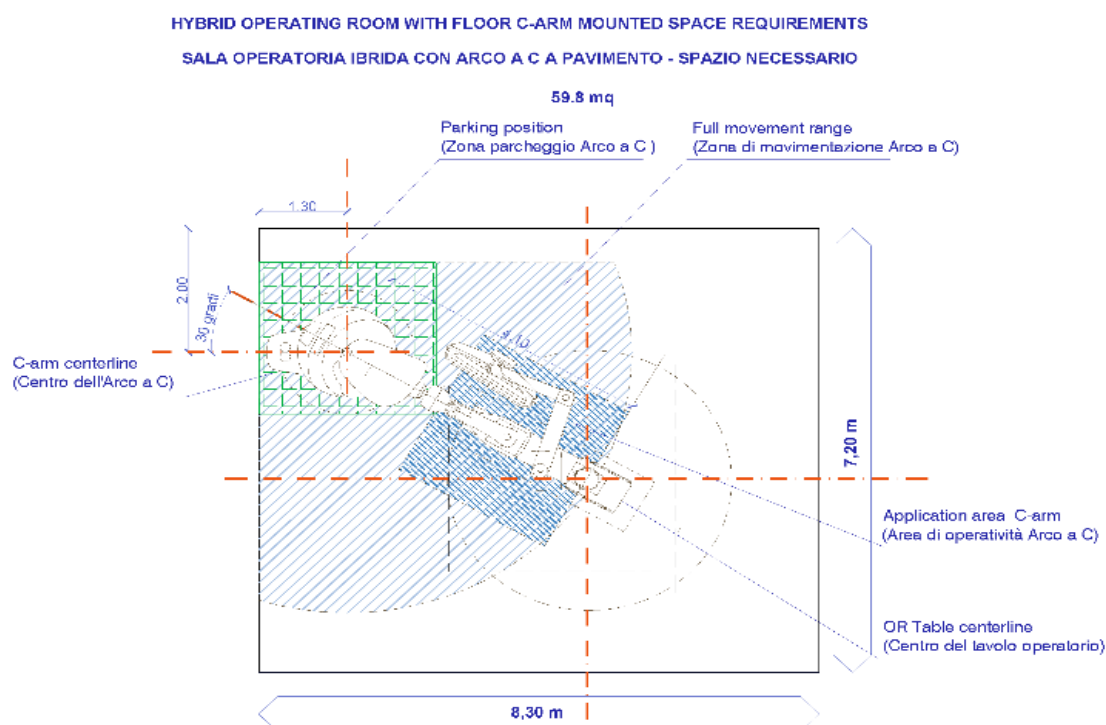 HYBRID OPERATING ROOM WITH FLOOR C-ARM MOUNTED SPACE REQUIREMENTS
SALA OPERATORIA IBRIDA CON ARCO A C A PAVIMENTO - SPAZIO NECESSARIO
59.8 mq
Parking position
(Zona parcheggio Arco a C )
Full movement range
(Zona di movimentazione Arco a C)
1.30
2.00
30 gradi
4.10
C-arm centerline
(Centro dell'Arco a C)
7,20 m
Application area C-arm
(Area di operatività Arco a C)
OR Table centerline
(Centro del tavolo operatorio)
8,30 m